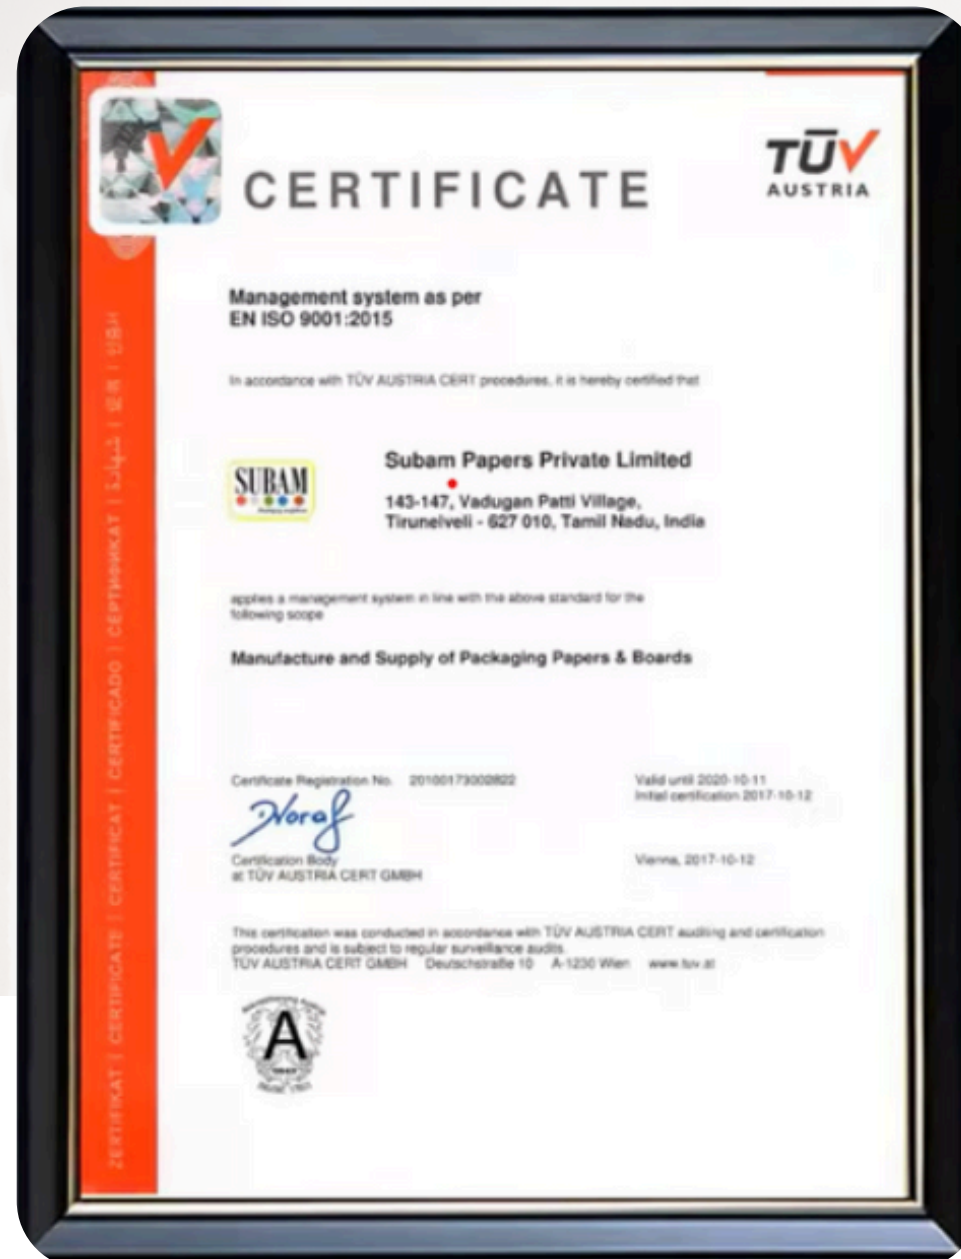 CERTIFICATE
TÜV
AUSTRIA
Management system as per
EN ISO 9001:2015
In accordance with TÜV AUSTRIA CERT procedures, it is hereby certified that
SUBAM
Subam Papers Private Limited
143-147, Vadugan Patti Village,
Tirunelveli - 627 010, Tamil Nadu, India
applies a management system in line with the above standard for the
following scope
Manufacture and Supply of Packaging Papers & Boards
Certificate Registration No. 20100173002822
Valid until 2020-10-11
Initial certification 2017-10-12
Certification Body
at TÜV AUSTRIA CERT GMBH
Vienna, 2017-10-12
This certification was conducted in accordance with TÜV AUSTRIA CERT auditing and certification
procedures and is subject to regular surveillance audits.
TÜV AUSTRIA CERT GMBH Deutschstraße 10 A-1230 Wien www.tuv.at
A
ZERTIFIKAT | CERTIFICATE | CERTIFICAT | CERTIFICADO | СЕРТИФИКАТ |